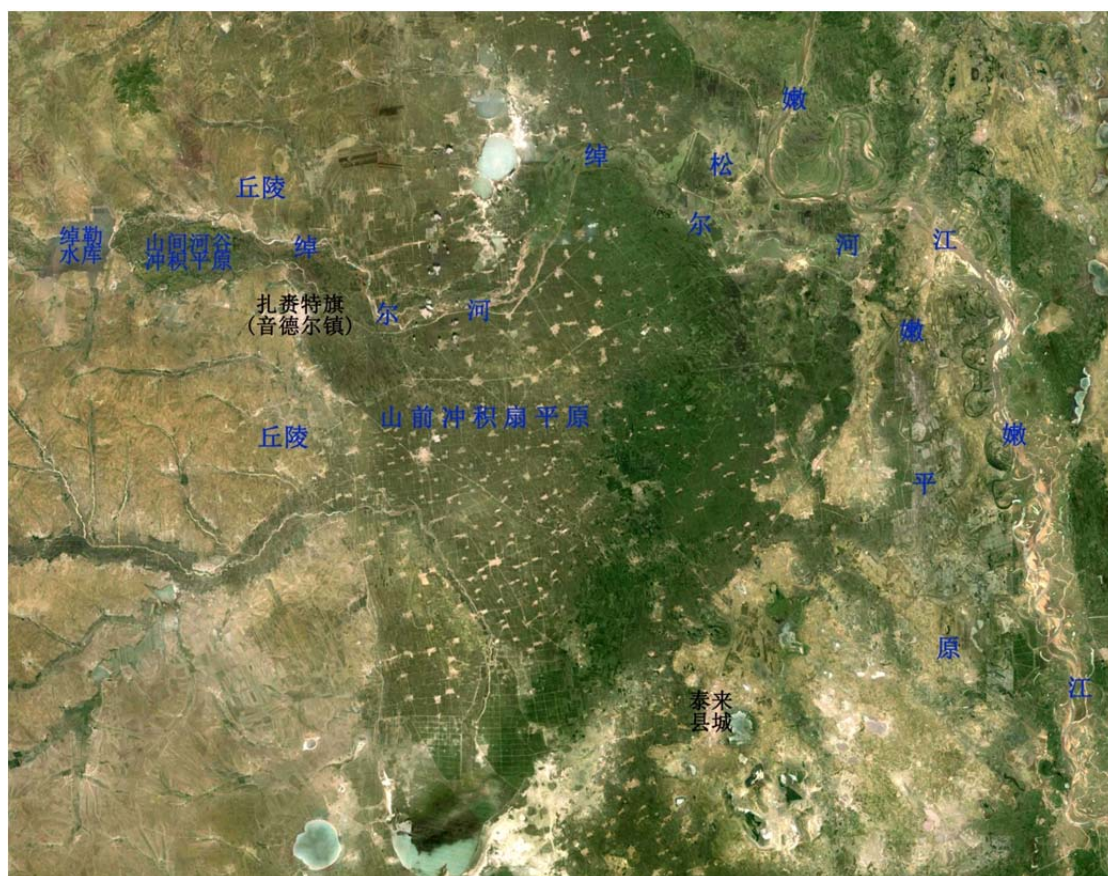 嫩
绰
松
丘陵
尔
绰勒
水库
山间河谷
冲积平原
绰
河
江
扎赉特旗
(音德尔镇)
尔
河
嫩
山前冲积扇平原
丘陵
嫩
平
原
泰来
县城
江